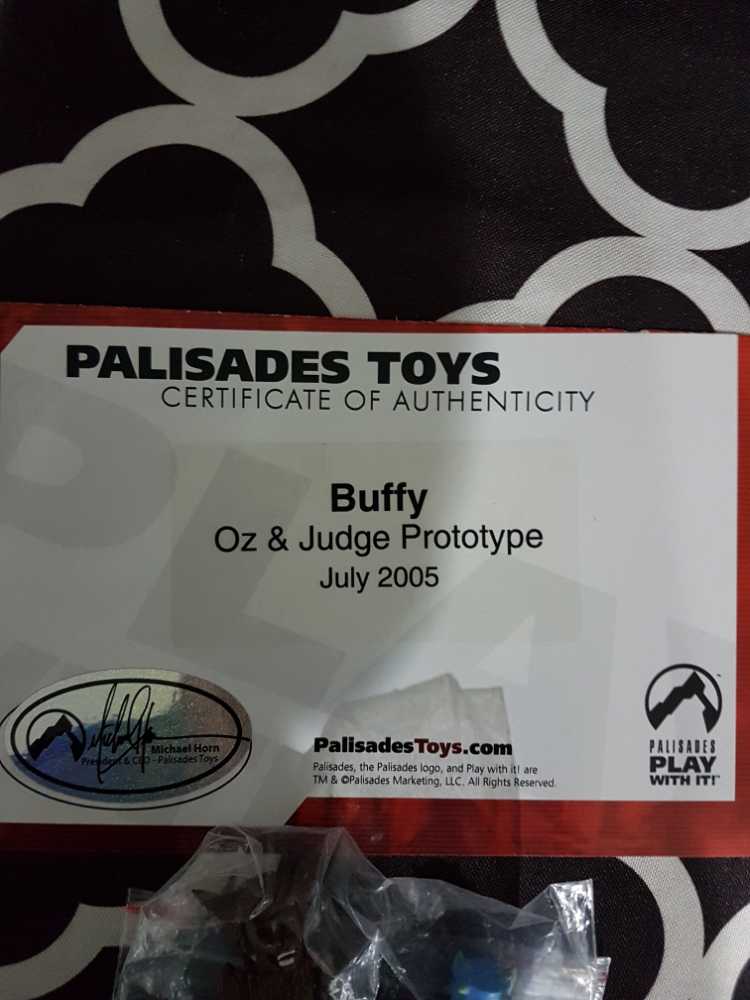 PALISADES TOYS
CERTIFICATE OF AUTHENTICITY
Buffy
Oz & Judge Prototype
July 2005
Michael Horn
President & CEO - Palisades Toys
PalisadesToys.com
Palisades, the Palisades logo, and Play with it! are
TM & ©Palisades Marketing, LLC. All Rights Reserved.
PALISADES
PLAY
WITH IT!™